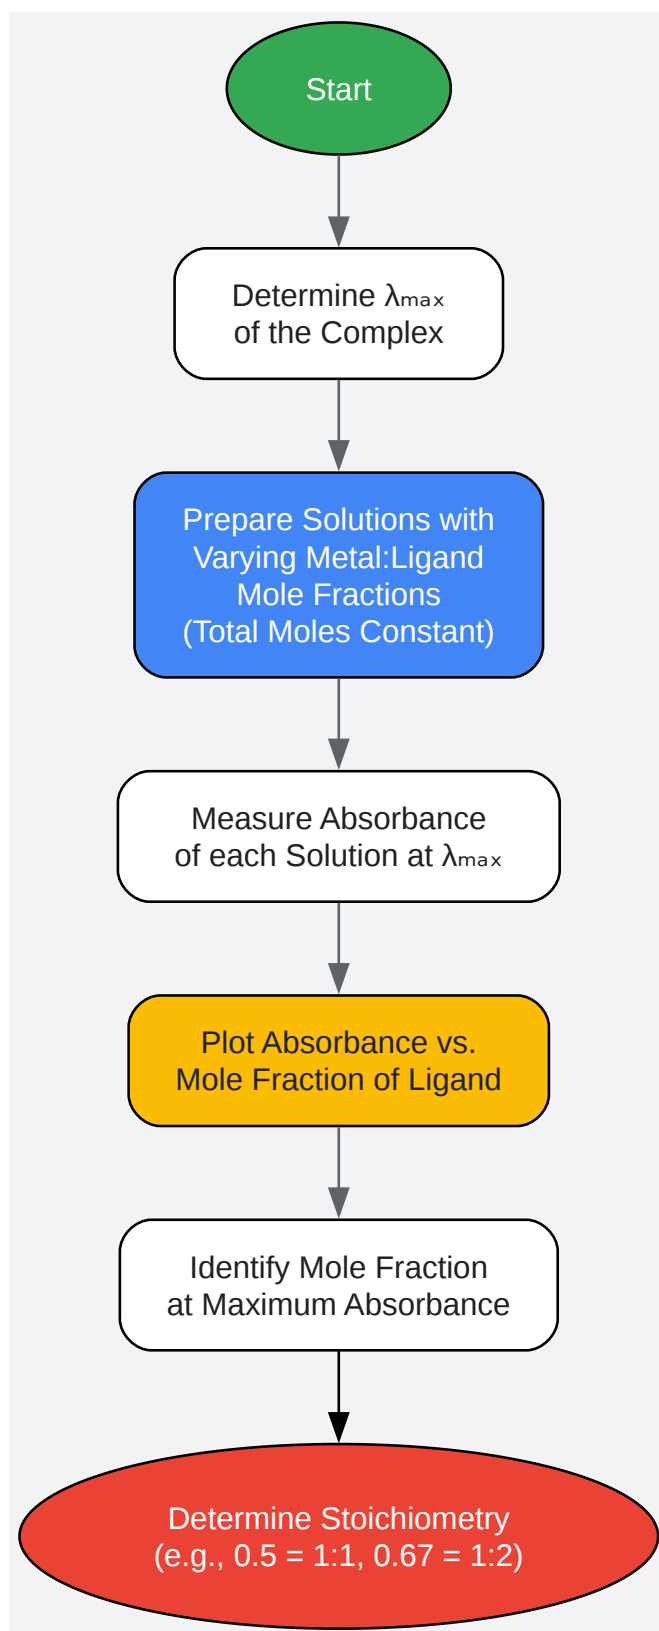 Start
Determine λₘₐₓ
of the Complex
Prepare Solutions with
Varying Metal:Ligand
Mole Fractions
(Total Moles Constant)
Measure Absorbance
of each Solution at λₘₐₓ
Plot Absorbance vs.
Mole Fraction of Ligand
Identify Mole Fraction
at Maximum Absorbance
Determine Stoichiometry
(e.g., 0.5 = 1:1, 0.67 = 1:2)